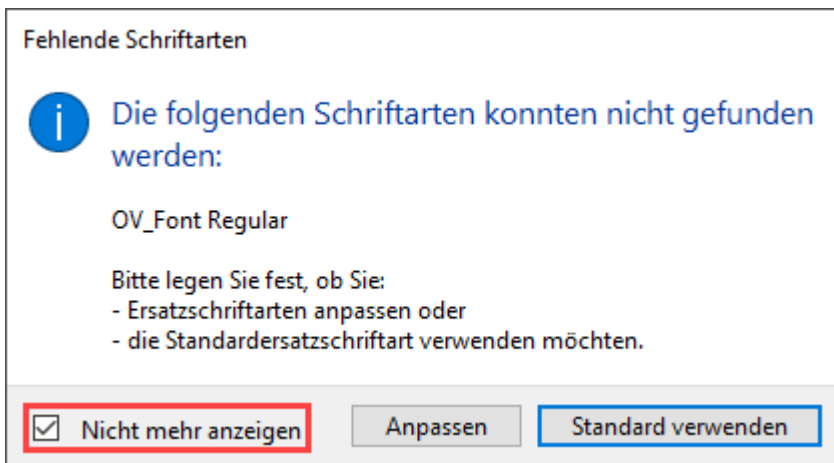 Fehlende Schriftarten
Die folgenden Schriftarten konnten nicht gefunden
werden:
OV_Font Regular
Bitte legen Sie fest, ob Sie:
- Ersatzschriftarten anpassen oder
- die Standardersatzschriftart verwenden möchten.
Nicht mehr anzeigen
Anpassen
Standard verwenden